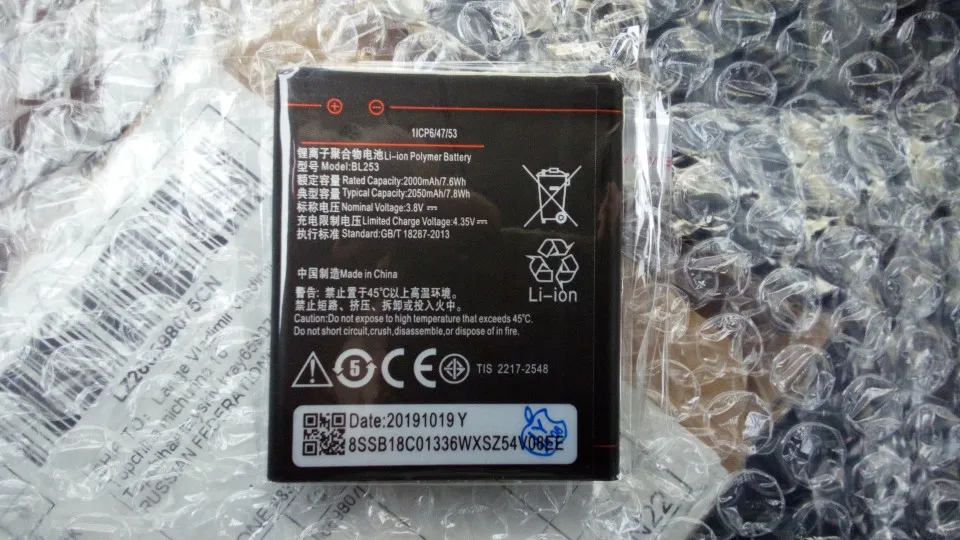 1ICP6/47/53
锂离子聚合物电池Li-ion Polymer Battery
型号 Model:BL253
额定容量 Rated Capacity:2000mAh/7.6Wh
典型容量 Typical Capacity:2050mAh/7.8Wh
标称电压 Nominal Voltage:3.8V
充电限制电压 Limited Charge Voltage:4.35V
执行标准 Standard:GB/T 18287-2013
Li-ion
中国制造Made in China
警告: 禁止置于45℃以上高温环境。
禁止短路、挤压、拆卸或投入火中。
Caution:Do not expose to high temperature that exceeds 45℃.
Do not short circuit,crush,disassemble,or dispose of in fire.
5 CE TIS 2217-2548
Date:20191019 Y
8SSB18C01336WXSZ54V08EE
TO:
RUSSAN FEFERATION